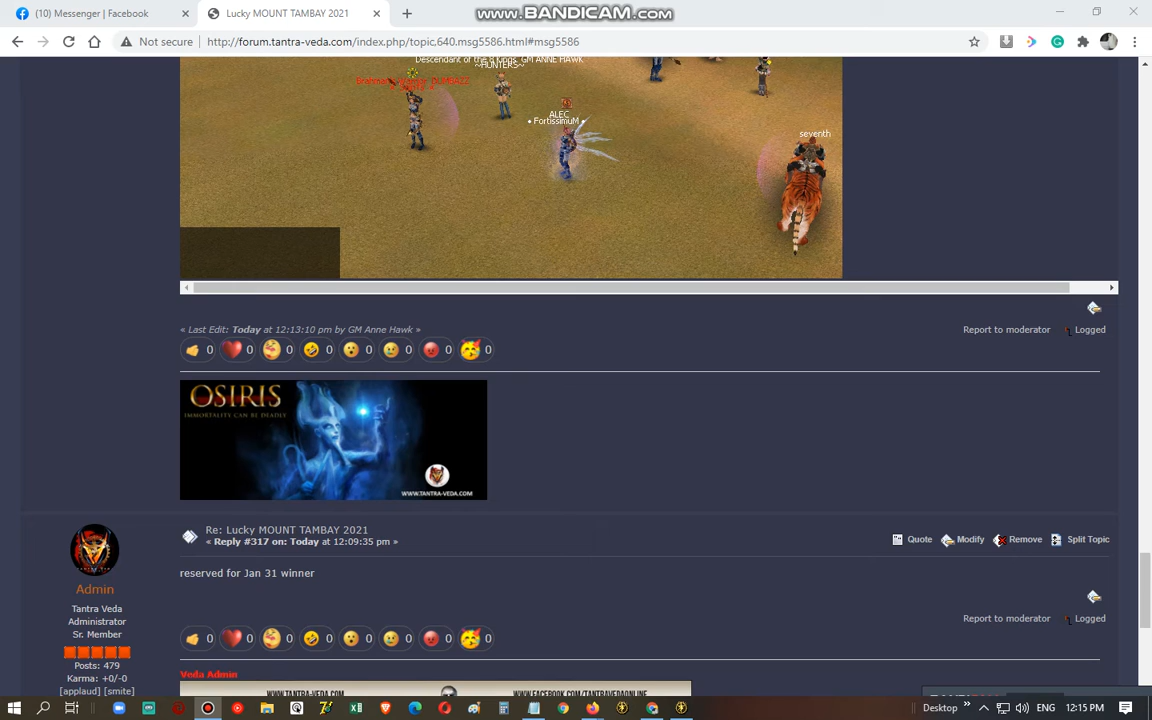 (10) Messenger | Facebook
Lucky MOUNT TAMBAY 2021
WWW.BANDICAM.COM
Not secure
http://forum.tantra-veda.com/index.php/topic,640.msg5586.html#msg5586
Descendant of the 8 Kings, GM ANNE HAWK
~HUNTERS~
ALEC
• FortissimuM •
seventh
« Last Edit: Today at 12:13:10 pm by GM Anne Hawk »
Report to moderator
Logged
0 0 0 0 0 0 0 0
OSIRIS
IMMORTALITY CAN BE DEADLY
WWW.TANTRA-VEDA.COM
Re: Lucky MOUNT TAMBAY 2021
« Reply #317 on: Today at 12:09:35 pm »
Quote Modify Remove Split Topic
Admin
Tantra Veda
Administrator
Sr. Member
Posts: 479
Karma: +0/-0
[applaud] [smite]
reserved for Jan 31 winner
Report to moderator
Logged
0 0 0 0 0 0 0 0
Veda Admin
WWW.TANTRA-VEDA.COM
WWW.FACEBOOK.COM/TANTRAVEDAONLINE
Desktop
ENG
12:15 PM